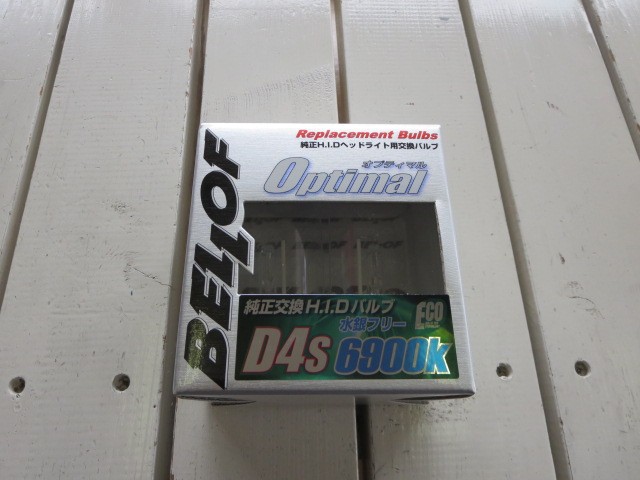 Replacement Bulbs
純正H.I.Dヘッドライト用交換バルブ
オプティマル
Optimal
BELLOF
純正交換H.I.Dバルブ
水銀フリー
ECO
D4s 6900k